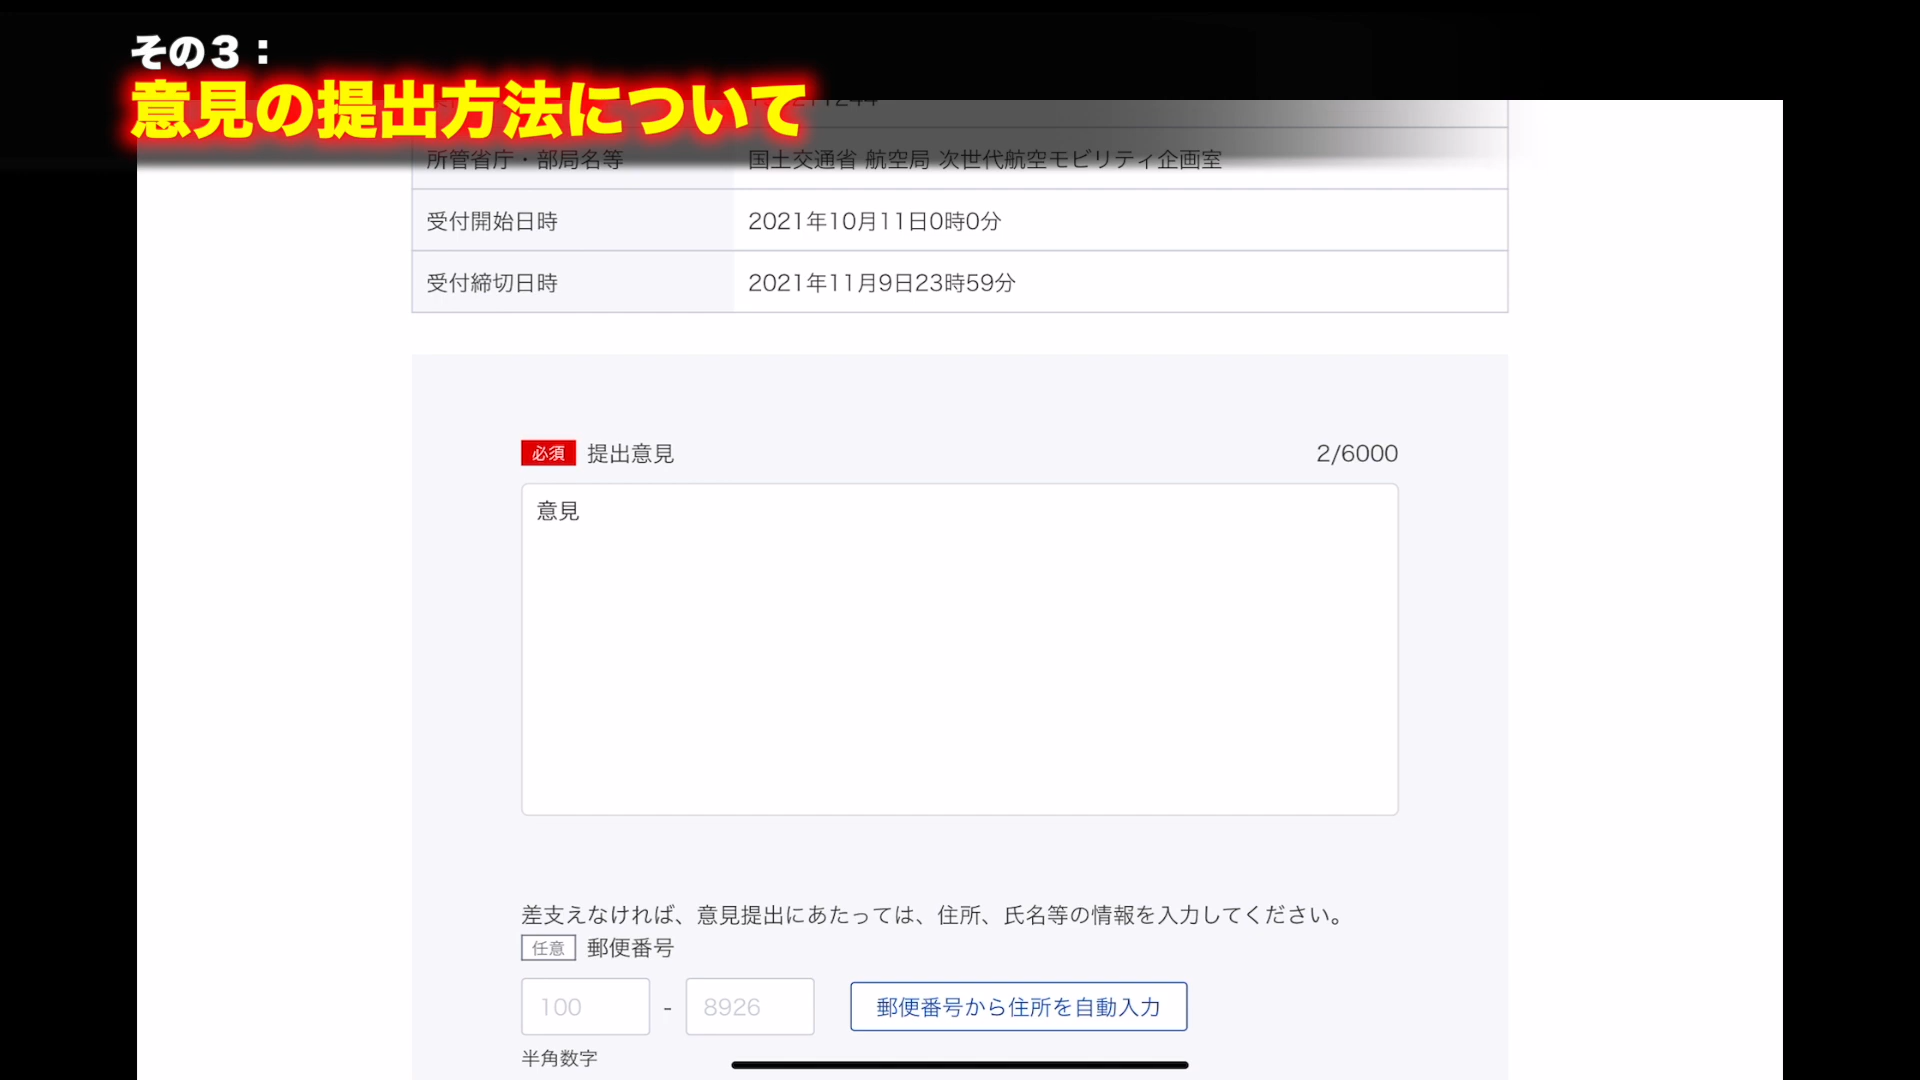 その3：
意見の提出方法について
所管省庁・部局名等
国土交通省 航空局 次世代航空モビリティ企画室
受付開始日時
2021年10月11日0時0分
受付締切日時
2021年11月9日23時59分
必須 提出意見
2/6000
意見
差支えなければ、意見提出にあたっては、住所、氏名等の情報を入力してください。
任意 郵便番号
100 - 8926
郵便番号から住所を自動入力
半角数字